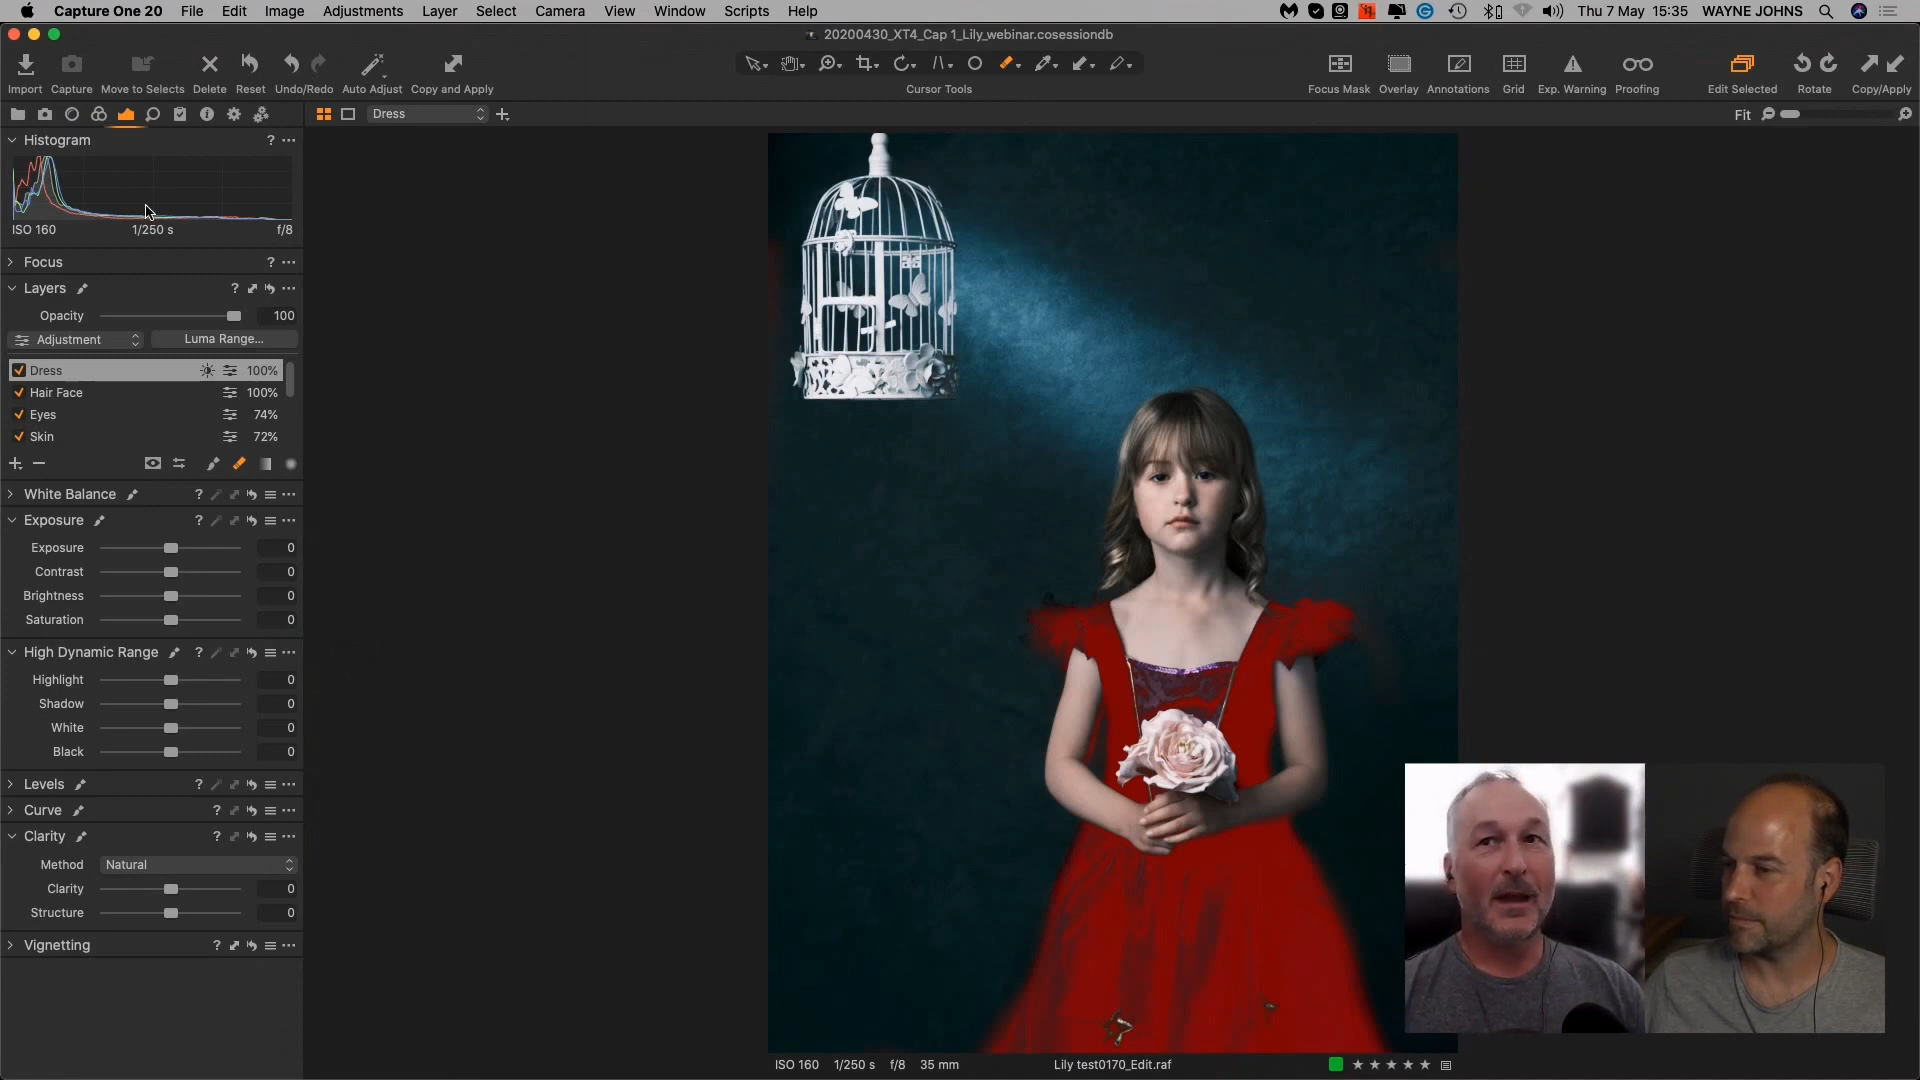 Capture One 20 File Edit Image Adjustments Layer Select Camera View Window Scripts Help
Thu 7 May 15:35 WAYNE JOHNS
20200430_XT4_Cap 1_Lily_webinar.cosessiondb
Import Capture Move to Selects Delete Reset Undo/Redo Auto Adjust Copy and Apply
Cursor Tools
Focus Mask Overlay Annotations Grid Exp. Warning Proofing Edit Selected Rotate Copy/Apply
Dress
Fit
Histogram ?
ISO 160 1/250 s f/8
Focus ?
Layers ?
Opacity 100
Adjustment Luma Range...
Dress 100%
Hair Face 100%
Eyes 74%
Skin 72%
White Balance ?
Exposure ?
Exposure 0
Contrast 0
Brightness 0
Saturation 0
High Dynamic Range ?
Highlight 0
Shadow 0
White 0
Black 0
Levels ?
Curve ?
Clarity ?
Method Natural
Clarity 0
Structure 0
Vignetting ?
ISO 160 1/250 s f/8 35 mm Lily test0170_Edit.raf